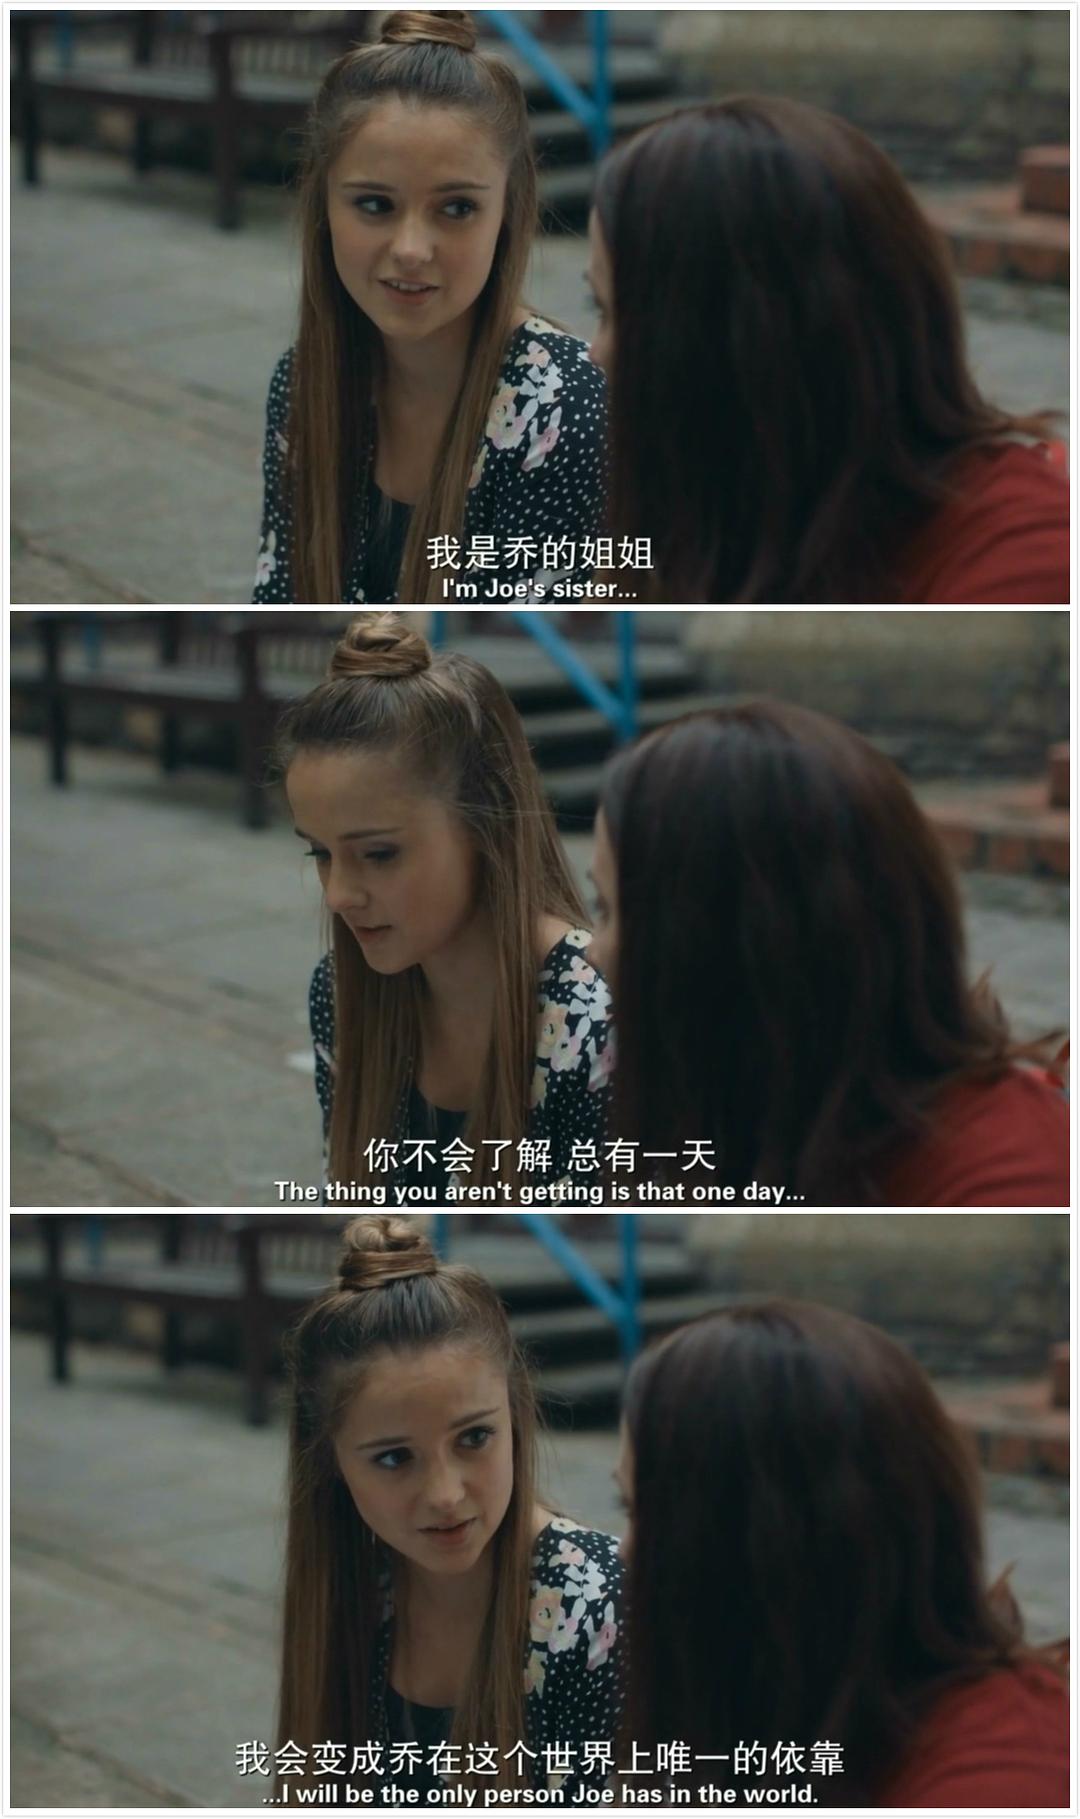 我是乔的姐姐
I'm Joe's sister...
你不会了解 总有一天
The thing you aren't getting is that one day...
我会变成乔在这个世界上唯一的依靠
...I will be the only person Joe has in the world.